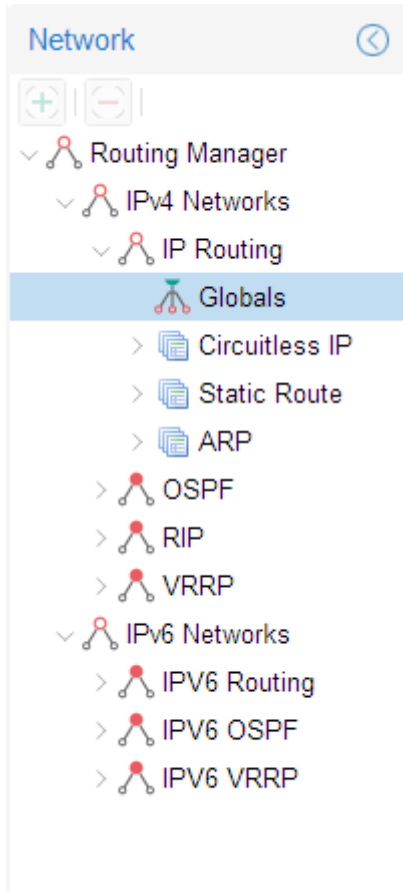 Network
Routing Manager
IPv4 Networks
IP Routing
Globals
Circuitless IP
Static Route
ARP
OSPF
RIP
VRRP
IPv6 Networks
IPV6 Routing
IPV6 OSPF
IPV6 VRRP